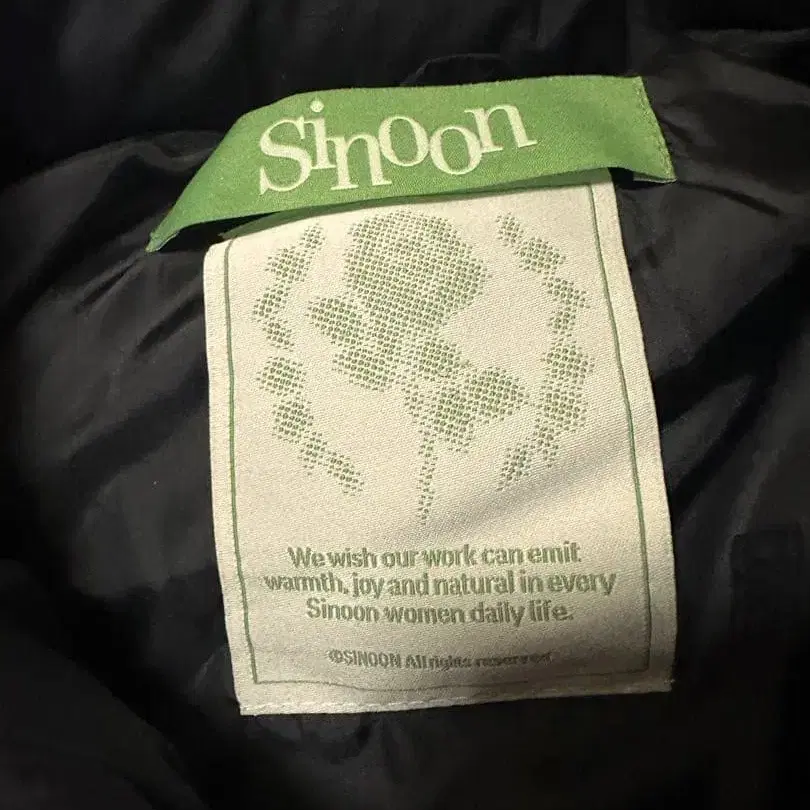 Sinoon
We wish our work can emit
warmth, joy and natural in every
Sinoon women daily life.
©SINOON All rights reserved